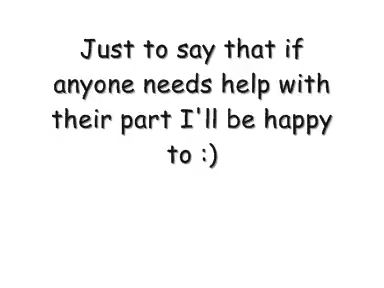 Just to say that if
anyone needs help with
their part I'll be happy
to :)